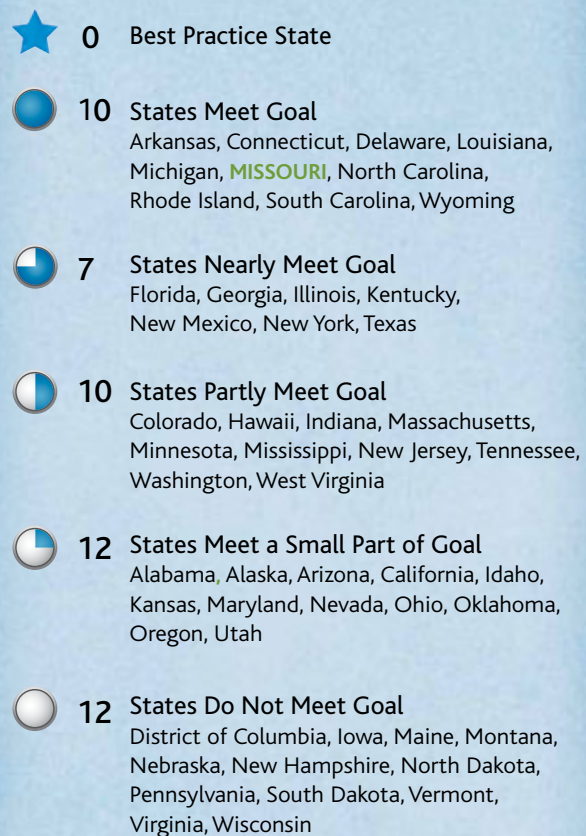 0 Best Practice State
10 States Meet Goal
Arkansas, Connecticut, Delaware, Louisiana,
Michigan, MISSOURI, North Carolina,
Rhode Island, South Carolina, Wyoming
7 States Nearly Meet Goal
Florida, Georgia, Illinois, Kentucky,
New Mexico, New York, Texas
10 States Partly Meet Goal
Colorado, Hawaii, Indiana, Massachusetts,
Minnesota, Mississippi, New Jersey, Tennessee,
Washington, West Virginia
12 States Meet a Small Part of Goal
Alabama, Alaska, Arizona, California, Idaho,
Kansas, Maryland, Nevada, Ohio, Oklahoma,
Oregon, Utah
12 States Do Not Meet Goal
District of Columbia, Iowa, Maine, Montana,
Nebraska, New Hampshire, North Dakota,
Pennsylvania, South Dakota, Vermont,
Virginia, Wisconsin